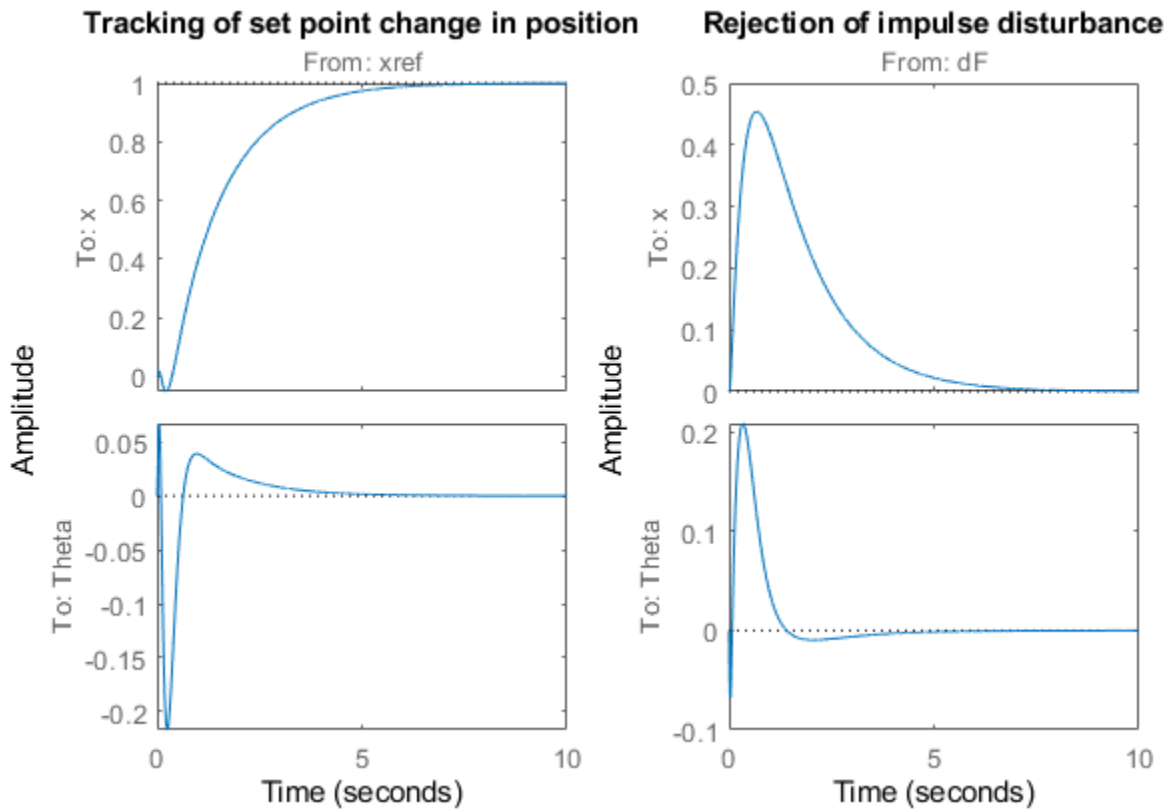 Tracking of set point change in position
From: xref
To: x
1
0.8
0.6
0.4
0.2
0
To: Theta
0.05
0
-0.05
-0.1
-0.15
-0.2
0
5
10
Amplitude
Time (seconds)
Rejection of impulse disturbance
From: dF
To: x
0.5
0.4
0.3
0.2
0.1
0
To: Theta
0.2
0.1
0
-0.1
0
5
10
Amplitude
Time (seconds)